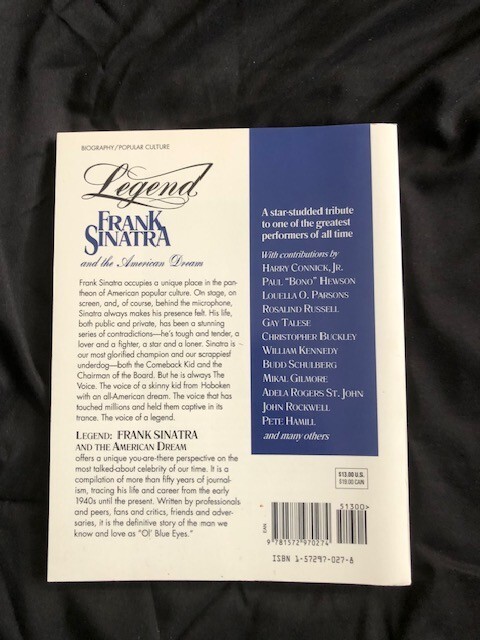 BIOGRAPHY/POPULAR CULTURE
Legend
FRANK
SINATRA
and the American Dream
Frank Sinatra occupies a unique place in the pan-
theon of American popular culture. On stage, on
screen, and, of course, behind the microphone,
Sinatra always makes his presence felt. His life,
both public and private, has been a stunning
series of contradictions—he's tough and tender, a
lover and a fighter, a star and a loner. Sinatra is
our most glorified champion and our scrappiest
underdog—both the Comeback Kid and the
Chairman of the Board. But he is always The
Voice. The voice of a skinny kid from Hoboken
with an all-American dream. The voice that has
touched millions and held them captive in its
trance. The voice of a legend.
LEGEND: FRANK SINATRA
AND THE AMERICAN DREAM
offers a unique you-are-there perspective on the
most talked-about celebrity of our time. It is a
compilation of more than fifty years of journal-
ism, tracing his life and career from the early
1940s until the present. Written by professionals
and peers, fans and critics, friends and adver-
saries, it is the definitive story of the man we
know and love as "Ol' Blue Eyes."
A star-studded tribute
to one of the greatest
performers of all time
With contributions by
HARRY CONNICK, JR.
PAUL "BONO" HEWSON
LOUELLA O. PARSONS
ROSALIND RUSSELL
GAY TALESE
CHRISTOPHER BUCKLEY
WILLIAM KENNEDY
BUDD SCHULBERG
MIKAL GILMORE
ADELA ROGERS ST. JOHN
JOHN ROCKWELL
PETE HAMILL
and many others
$13.00 U.S.
$18.00 CAN
51300>
EAN
9 781572 970274
ISBN 1-57297-027-8